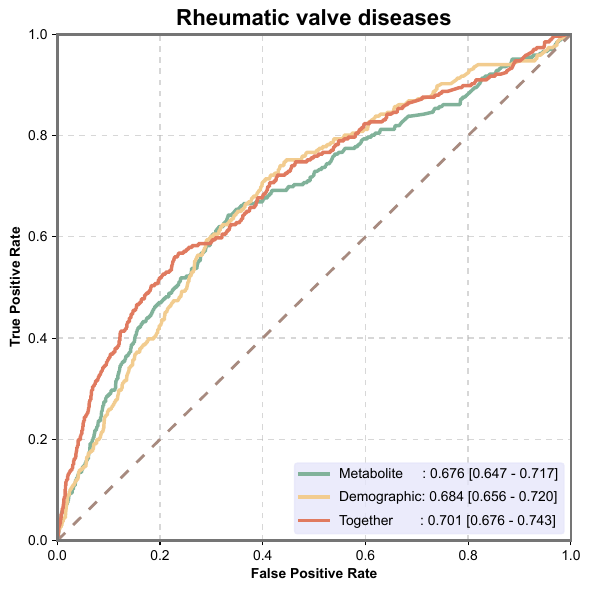 Rheumatic valve diseases
True Positive Rate
1.0
0.8
0.6
0.4
0.2
0.0
Metabolite : 0.676 [0.647 - 0.717]
Demographic: 0.684 [0.656 - 0.720]
Together : 0.701 [0.676 - 0.743]
0.0 0.2 0.4 0.6 0.8 1.0
False Positive Rate